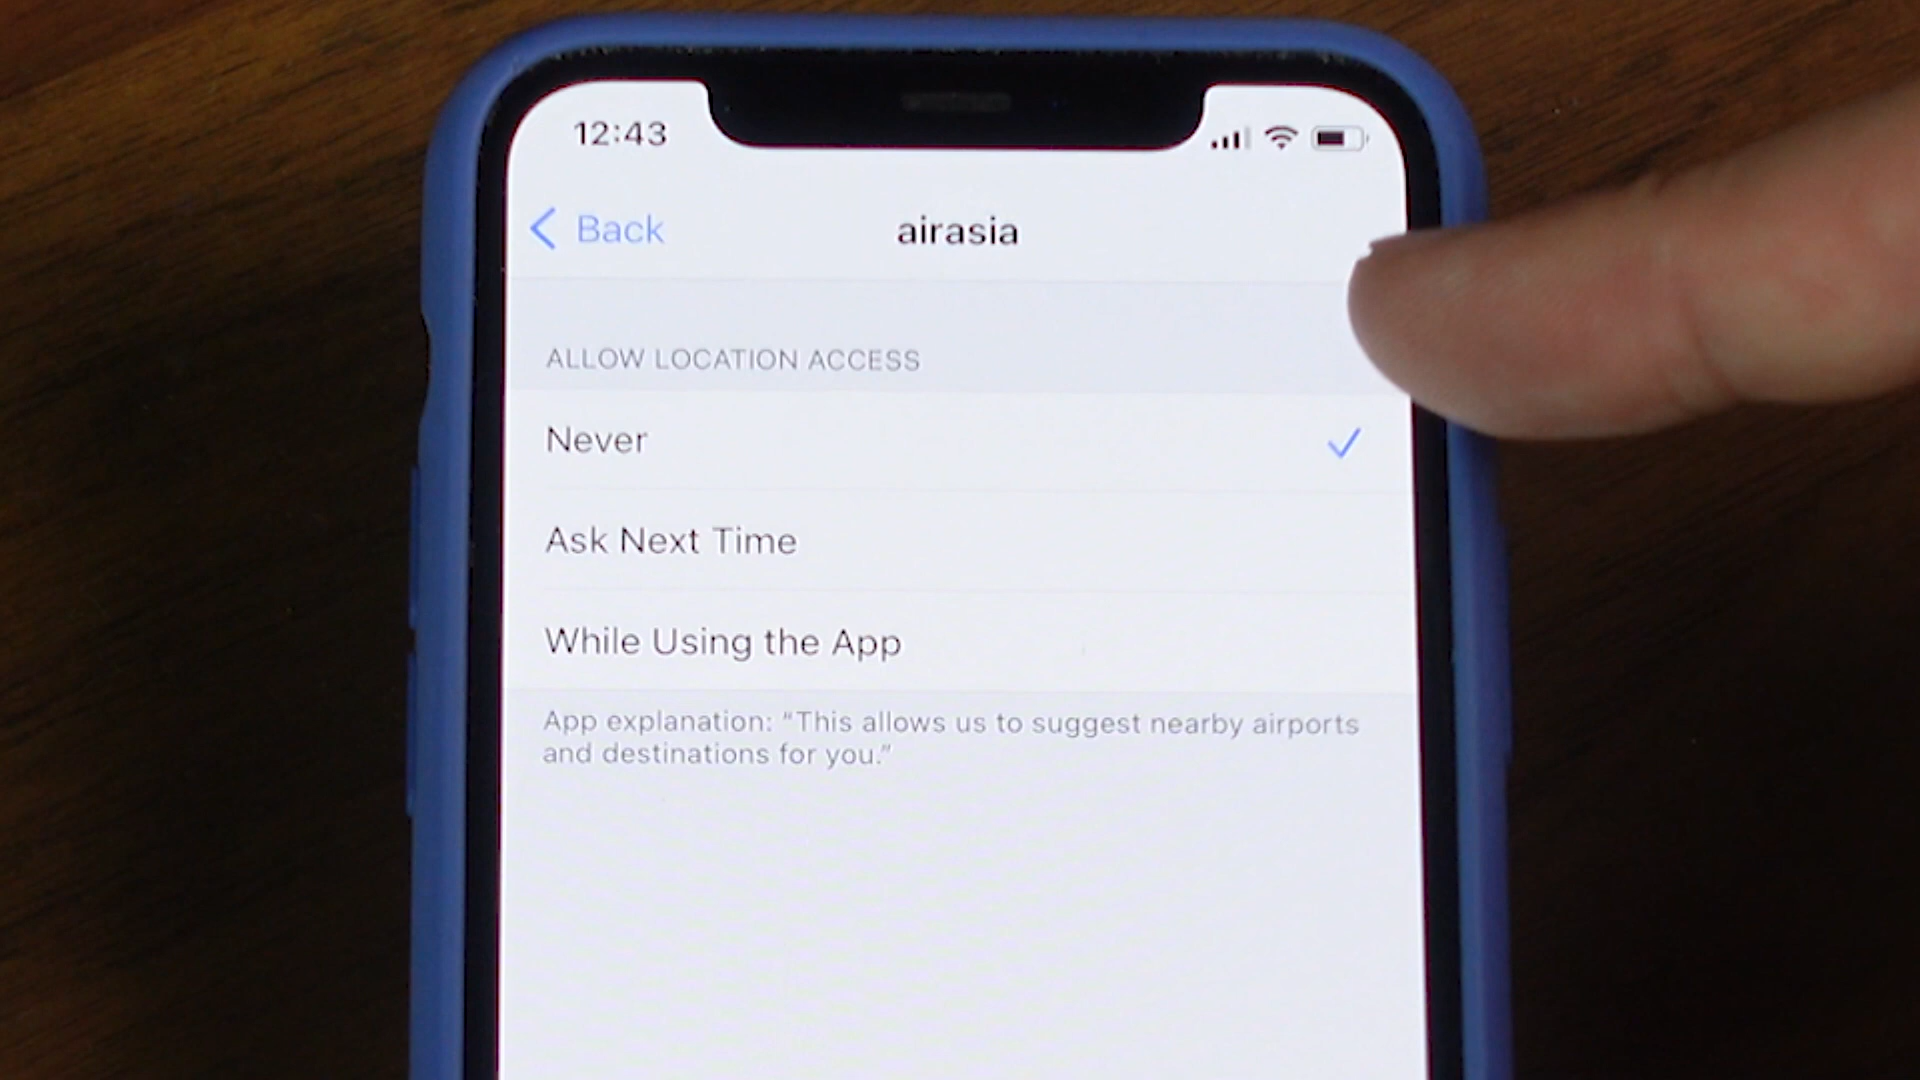 12:43
Back
airasia
ALLOW LOCATION ACCESS
Never
Ask Next Time
While Using the App
App explanation: “This allows us to suggest nearby airports
and destinations for you.”